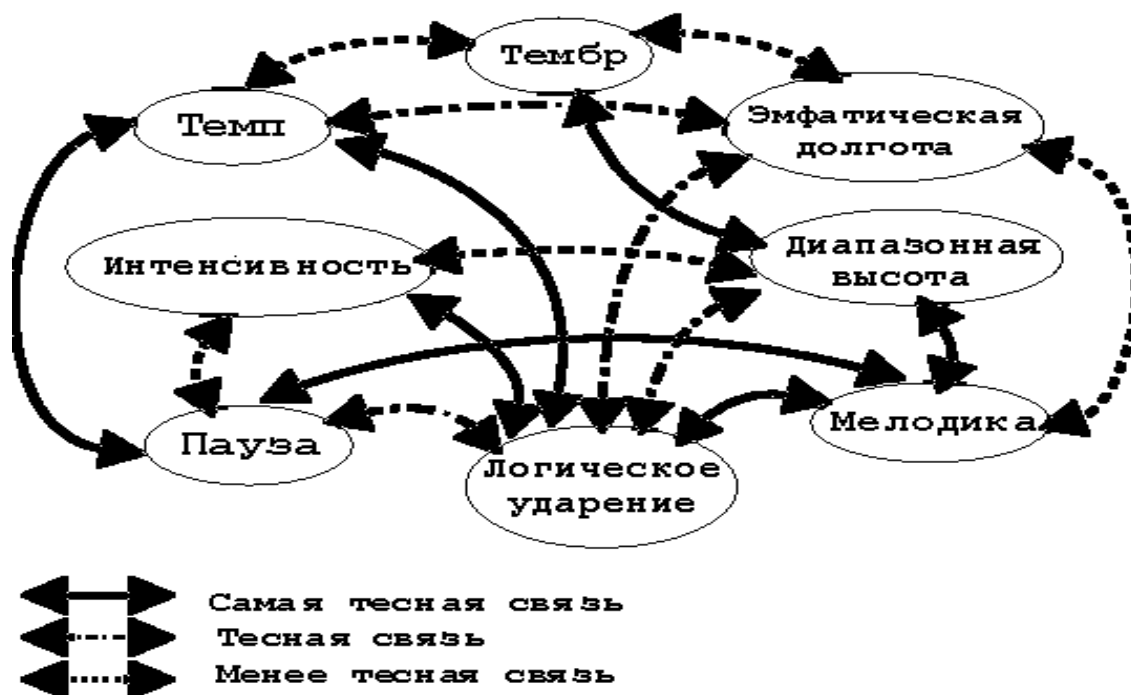 Тембр
Темп
Эмфатическая
долгота
Интенсивность
Диапазонная
высота
Пауза
Логическое
ударение
Мелодика
Самая тесная связь
Тесная связь
Менее тесная связь